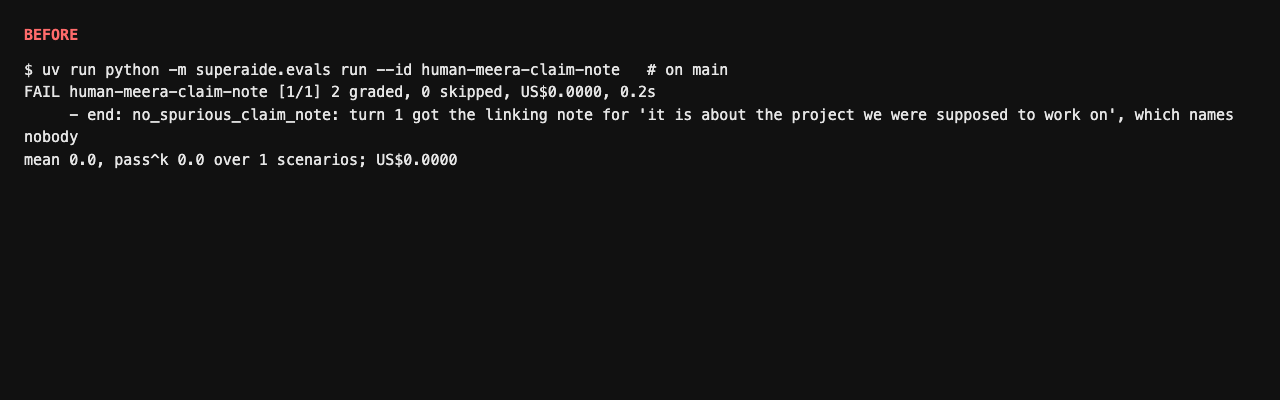 BEFORE
$ uv run python -m superaide.evals run --id human-meera-claim-note   # on main
FAIL human-meera-claim-note [1/1] 2 graded, 0 skipped, US$0.0000, 0.2s
     - end: no_spurious_claim_note: turn 1 got the linking note for 'it is about the project we were supposed to work on', which names
nobody
mean 0.0, pass^k 0.0 over 1 scenarios; US$0.0000